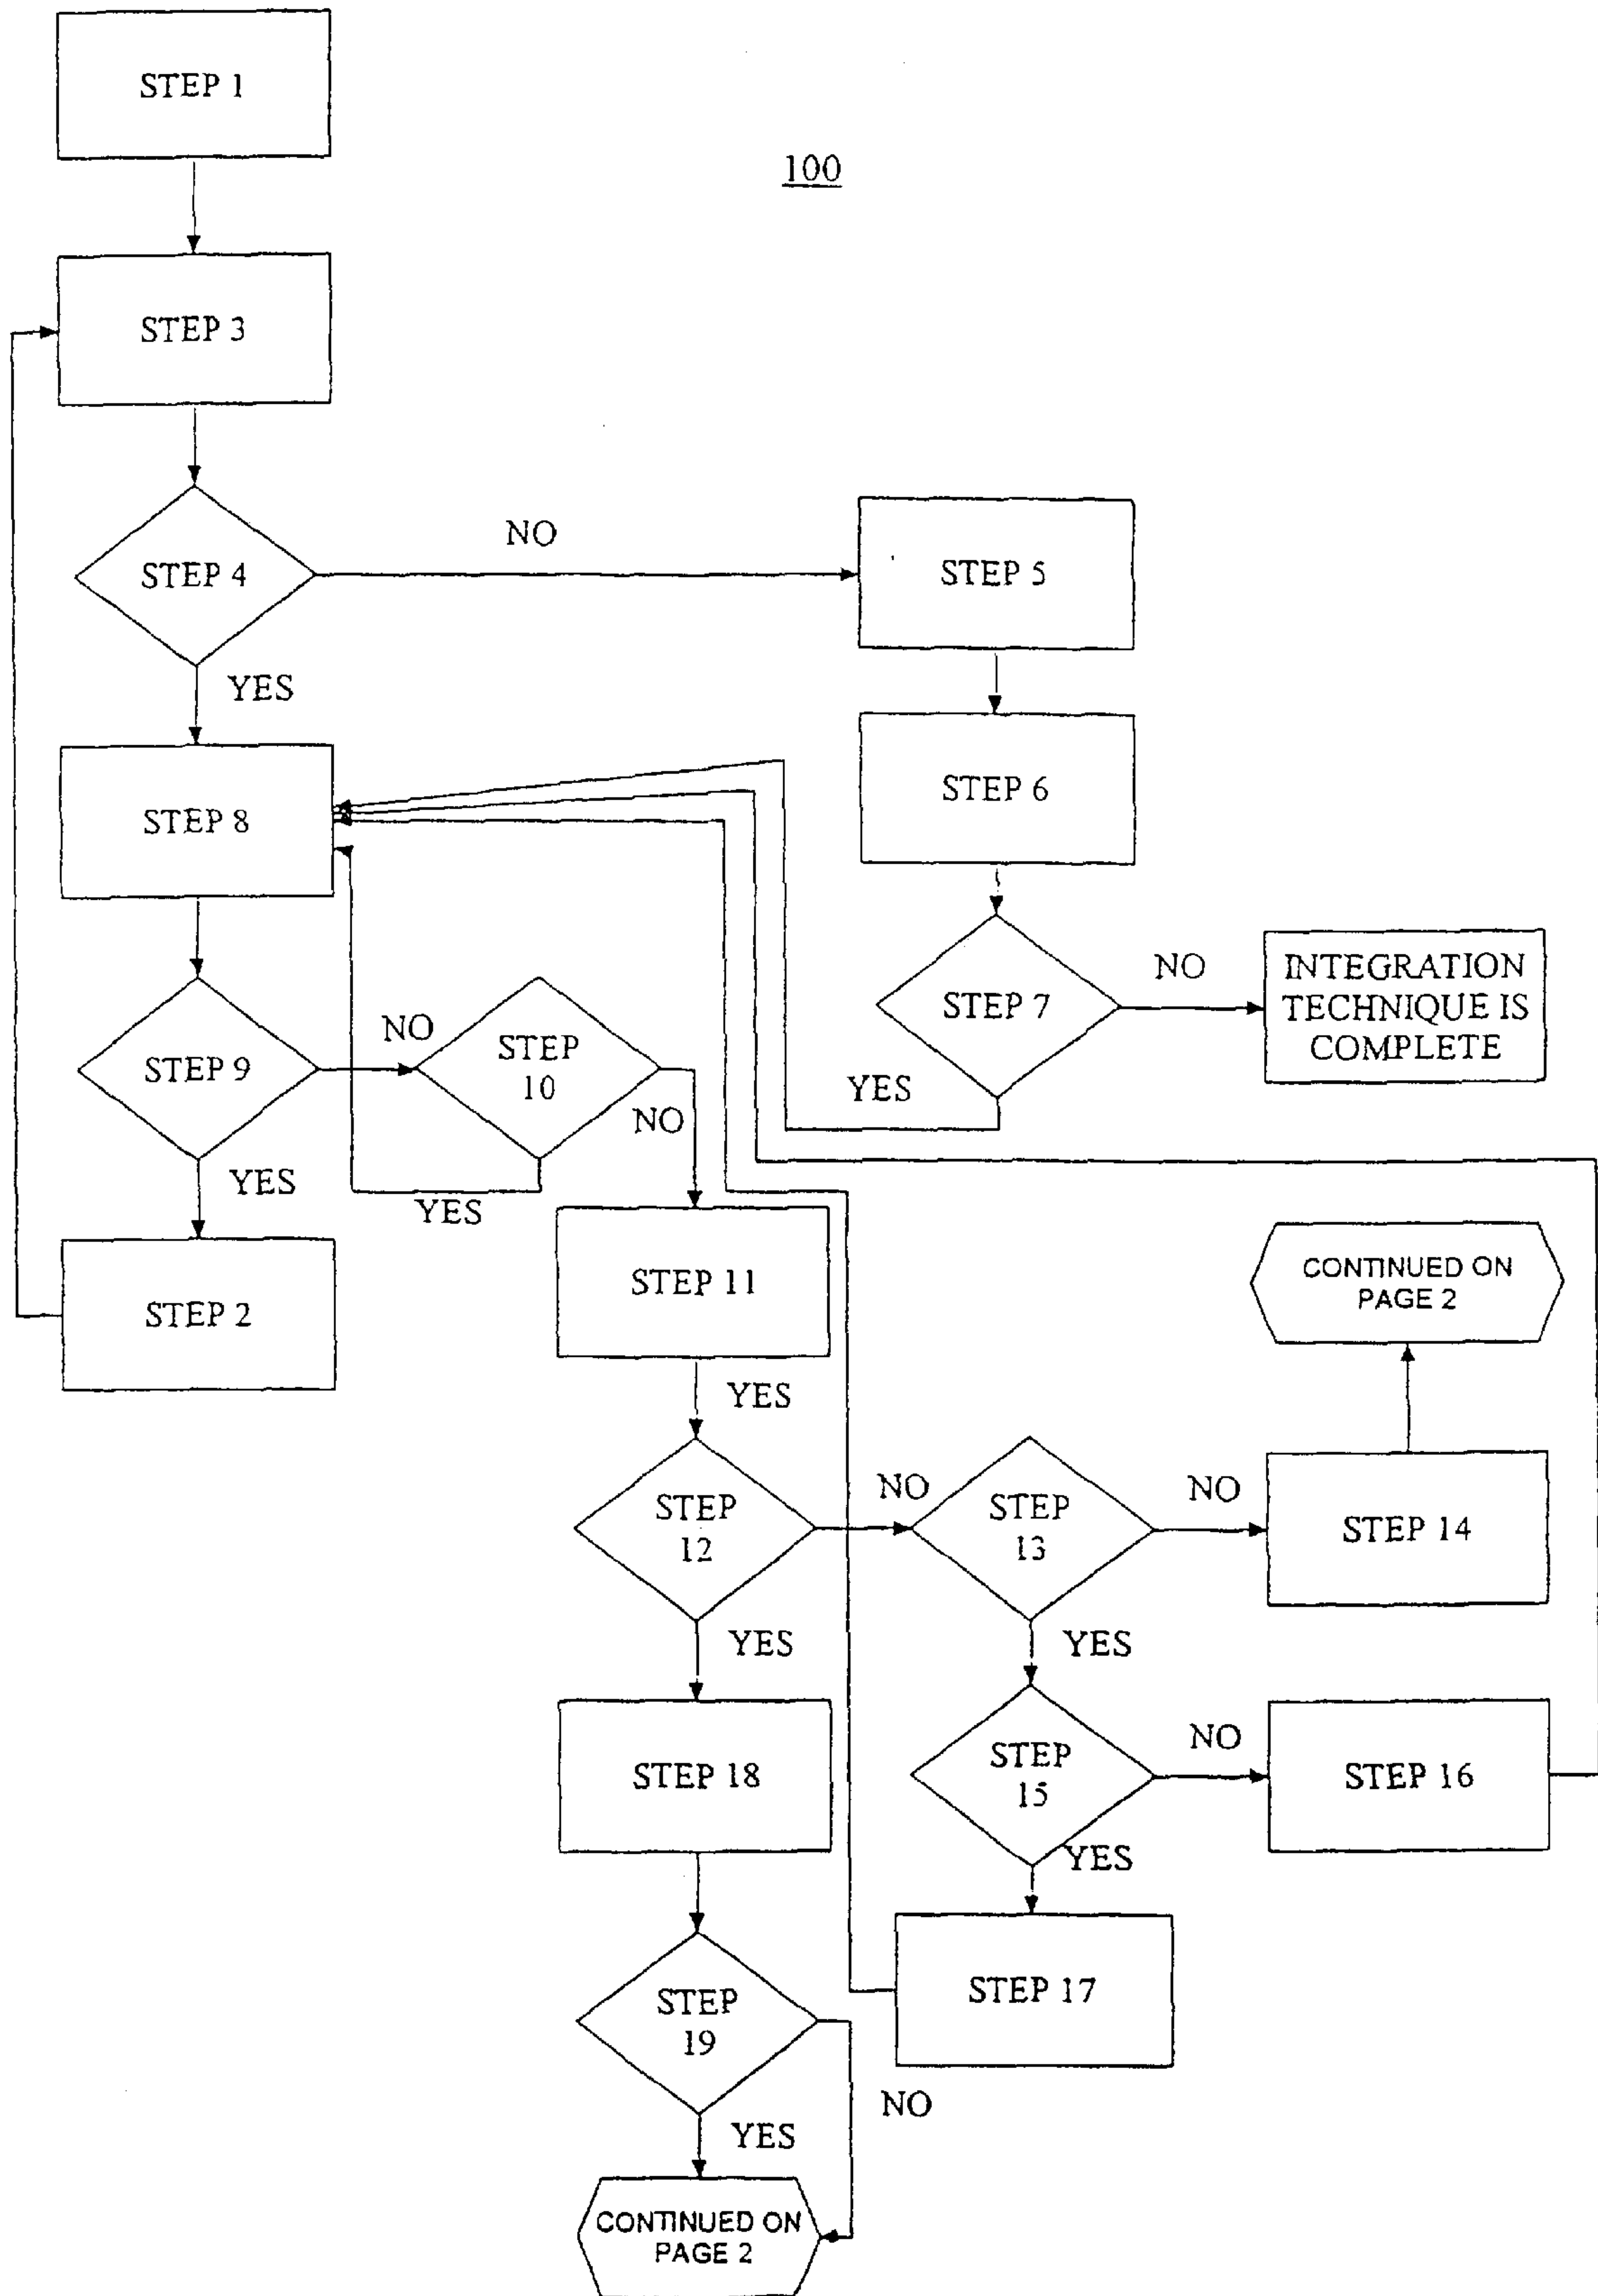 STEP 1
100
STEP 3
STEP 4
NO
STEP 5
YES
STEP 6
STEP 8
STEP 7
NO
INTEGRATION
TECHNIQUE IS
COMPLETE
YES
STEP 9
NO
STEP
10
NO
YES
YES
STEP 2
STEP 11
CONTINUED ON
PAGE 2
YES
STEP
12
NO
STEP
13
NO
STEP 14
YES
YES
STEP 18
STEP
15
NO
STEP 16
YES
STEP 17
STEP
19
NO
YES
CONTINUED ON
PAGE 2